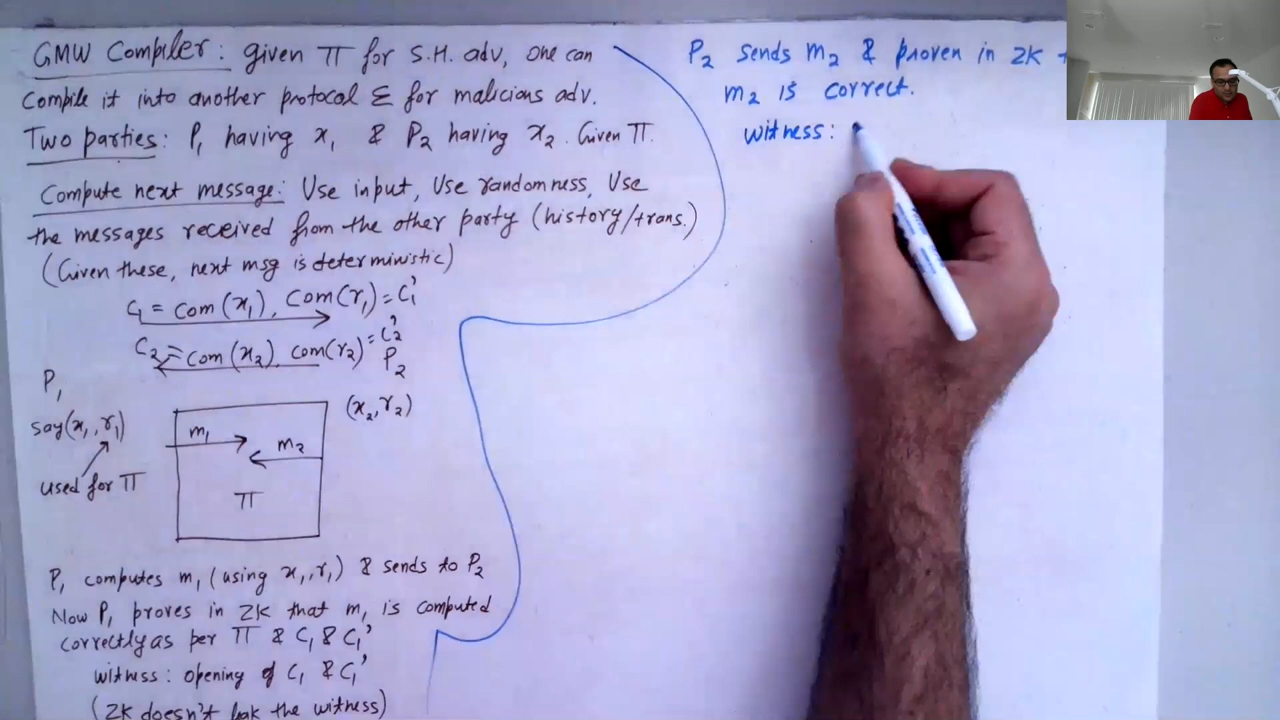 GMW Compiler: given π for S.H. adv, one can
Compile it into another protocol Σ for malicious adv.
Two parties: P₁ having x₁ & P₂ having x₂. Given π.
Compute next message: Use input, Use randomness, Use
the messages received from the other party (history/trans.)
(Given these, next msg is deterministic)
C₁ = Com(x₁), Com(r₁) = C₁'
C₂ = Com(x₂), com(r₂) = C₂'
P₂
P₁
(x₂, r₂)
say (x₁, r₁)
m₁
m₂
used for π
π
P₁ computes m₁ (using x₁, r₁) & sends to P₂
Now P₁ proves in ZK that m₁ is computed
correctly as per π & C₁ & C₁'
witness: opening of C₁ & C₁'
(ZK doesn't leak the witness)
P₂ sends m₂ & proven in ZK
m₂ is correct.
witness: